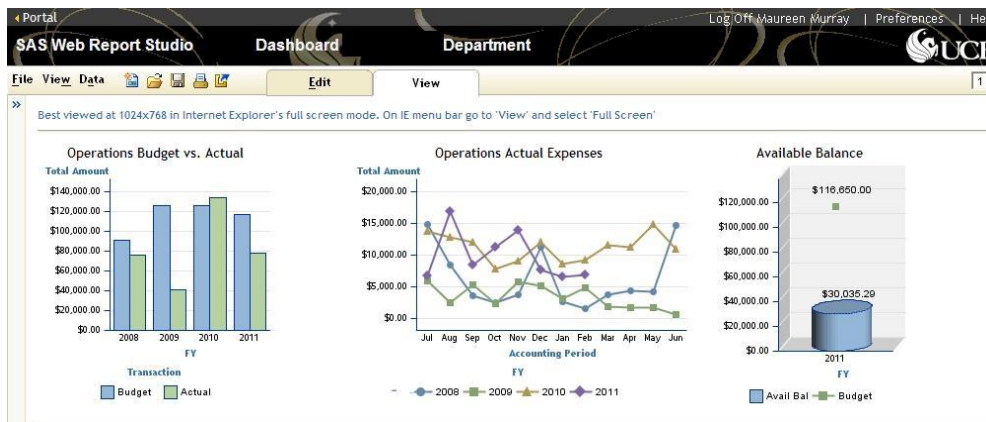 Portal
Log Off Maureen Murray | Preferences | He
SAS Web Report Studio Dashboard Department UCF
File View Data Edit View 1
» Best viewed at 1024x768 in Internet Explorer's full screen mode. On IE menu bar go to 'View' and select 'Full Screen'
Operations Budget vs. Actual
Total Amount
$140,000.00
$120,000.00
$100,000.00
$80,000.00
$60,000.00
$40,000.00
$20,000.00
$0.00
2008 2009 2010 2011
FY
Transaction
Budget Actual
Operations Actual Expenses
Total Amount
$20,000.00
$15,000.00
$10,000.00
$5,000.00
$0.00
Jul Aug Sep Oct Nov Dec Jan Feb Mar Apr May Jun
Accounting Period
FY
2008 2009 2010 2011
Available Balance
$116,650.00
$120,000.00
$100,000.00
$80,000.00
$60,000.00
$40,000.00
$30,035.29
$20,000.00
$0.00
2011
FY
Avail Bal Budget